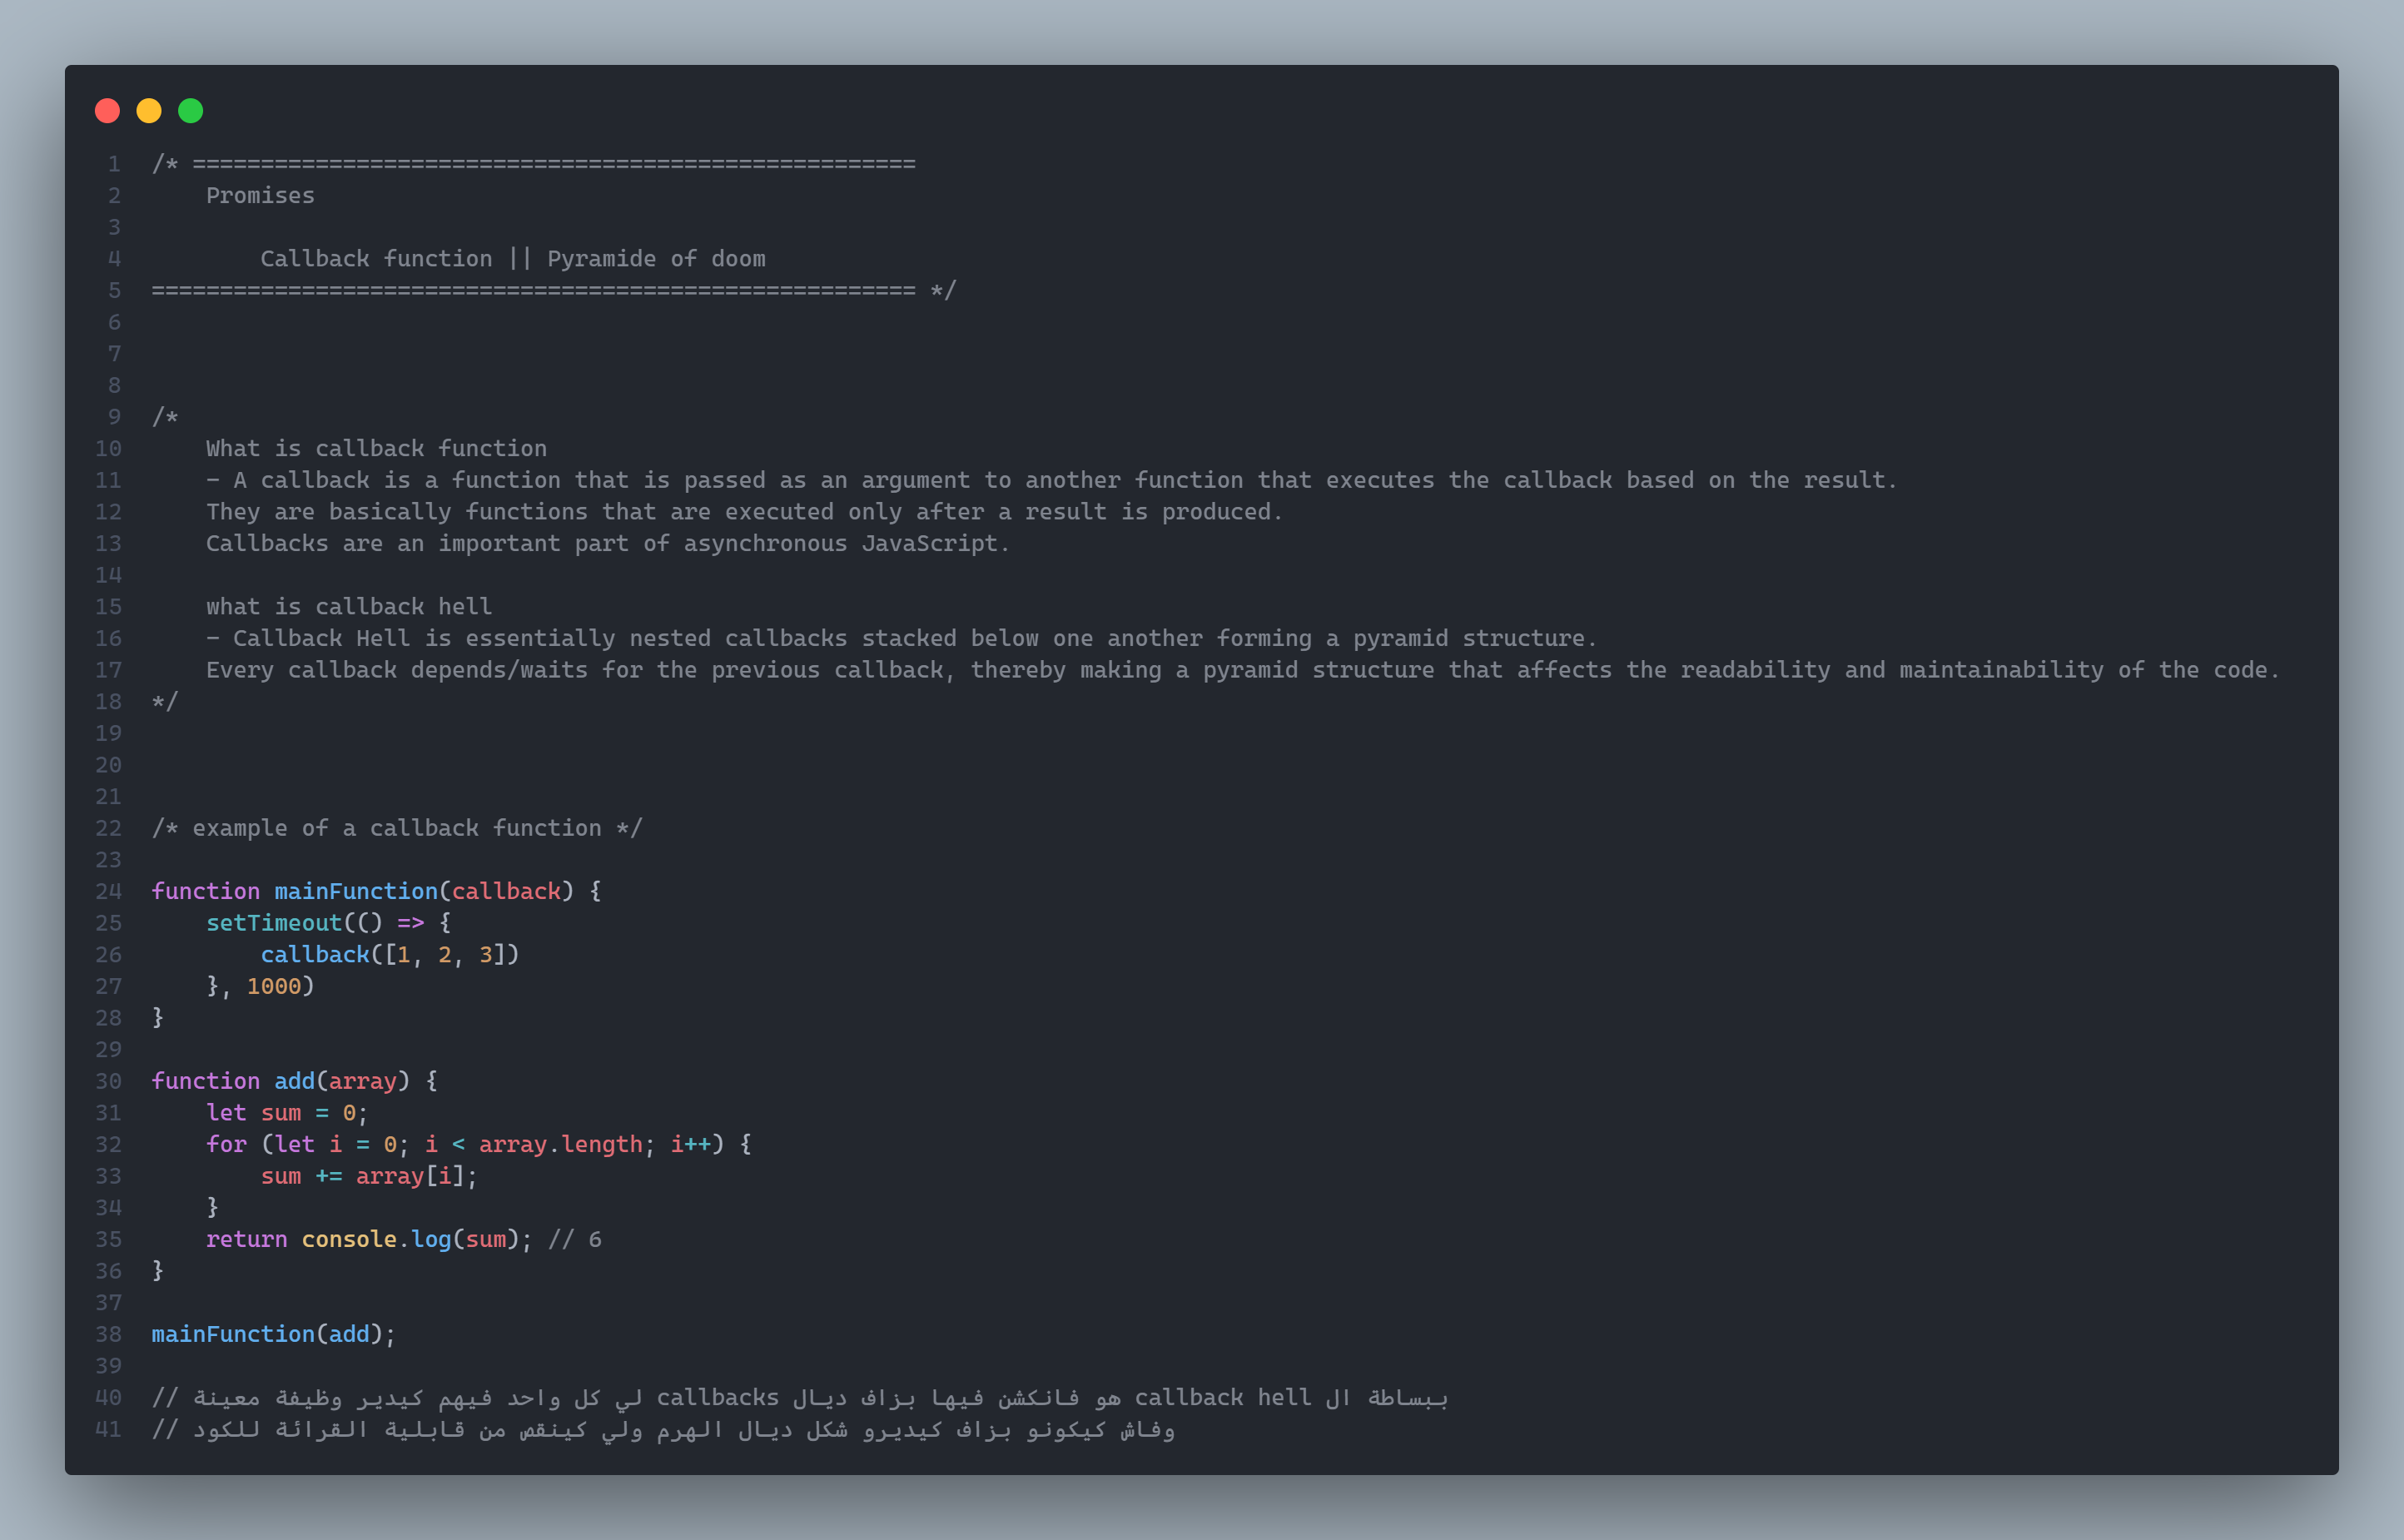 1 /* =====================================================
2 Promises
3
4 Callback function || Pyramide of doom
5 ======================================================== */
6
7
8
9 /*
10 What is callback function
11 - A callback is a function that is passed as an argument to another function that executes the callback based on the result.
12 They are basically functions that are executed only after a result is produced.
13 Callbacks are an important part of asynchronous JavaScript.
14
15 what is callback hell
16 - Callback Hell is essentially nested callbacks stacked below one another forming a pyramid structure.
17 Every callback depends/waits for the previous callback, thereby making a pyramid structure that affects the readability and maintainability of the code.
18 */
19
20
21
22 /* example of a callback function */
23
24 function mainFunction(callback) {
25 setTimeout(() => {
26 callback([1, 2, 3])
27 }, 1000)
28 }
29
30 function add(array) {
31 let sum = 0;
32 for (let i = 0; i < array.length; i++) {
33 sum += array[i];
34 }
35 return console.log(sum); // 6
36 }
37
38 mainFunction(add);
39
40 // ببساطة ال callback hell هو فانكشن فيها بزاف ديال callbacks لي كل واحد فيهم كيدير وظيفة معينة
41 // وفاش كيكونو بزاف كيديرو شكل ديال الهرم ولي كينقص من قابلية القرائة للكود